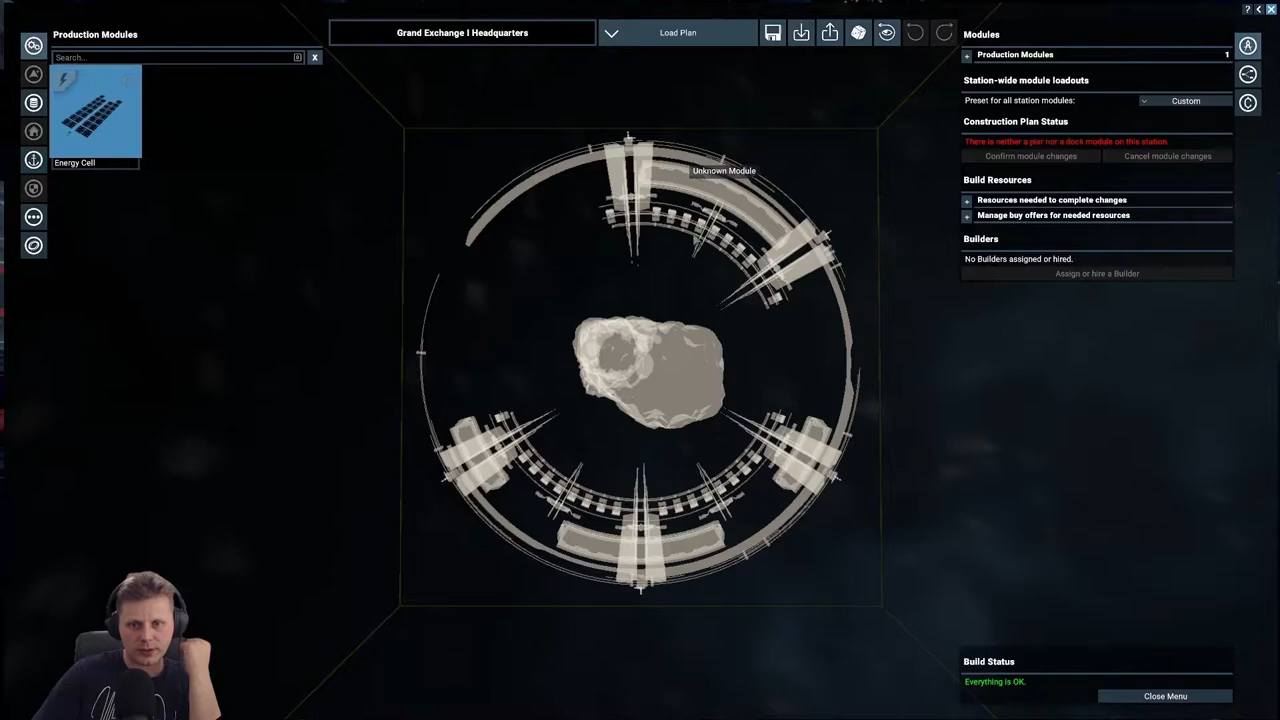 Production Modules
Search...
x
Energy Cell
Grand Exchange I Headquarters
Load Plan
Unknown Module
?
Modules
+ Production Modules 1
Station-wide module loadouts
Preset for all station modules: Custom
Construction Plan Status
There is neither a pier nor a dock module on this station.
Confirm module changes Cancel module changes
Build Resources
+ Resources needed to complete changes
+ Manage buy offers for needed resources
Builders
No Builders assigned or hired.
Assign or hire a Builder
Build Status
Everything is OK.
Close Menu